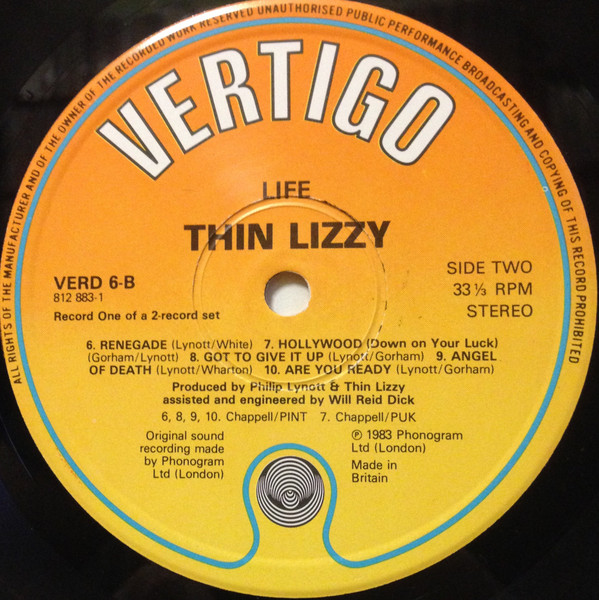 ALL RIGHTS OF THE MANUFACTURER AND OF THE OWNER OF THE RECORDED WORK RESERVED UNAUTHORISED PUBLIC PERFORMANCE BROADCASTING AND COPYING OF THIS RECORD PROHIBITED
VERTIGO
LIFE
THIN LIZZY
VERD 6-B
812 883-1
Record One of a 2-record set
SIDE TWO
33⅓ RPM
STEREO
6. RENEGADE (Lynott/White) 7. HOLLYWOOD (Down on Your Luck)
(Gorham/Lynott) 8. GOT TO GIVE IT UP (Lynott/Gorham) 9. ANGEL
OF DEATH (Lynott/Wharton) 10. ARE YOU READY (Lynott/Gorham)
Produced by Philip Lynott & Thin Lizzy
assisted and engineered by Will Reid Dick
6, 8, 9, 10. Chappell/PINT 7. Chappell/PUK
Original sound
recording made
by Phonogram
Ltd (London)
℗ 1983 Phonogram
Ltd (London)
Made in
Britain